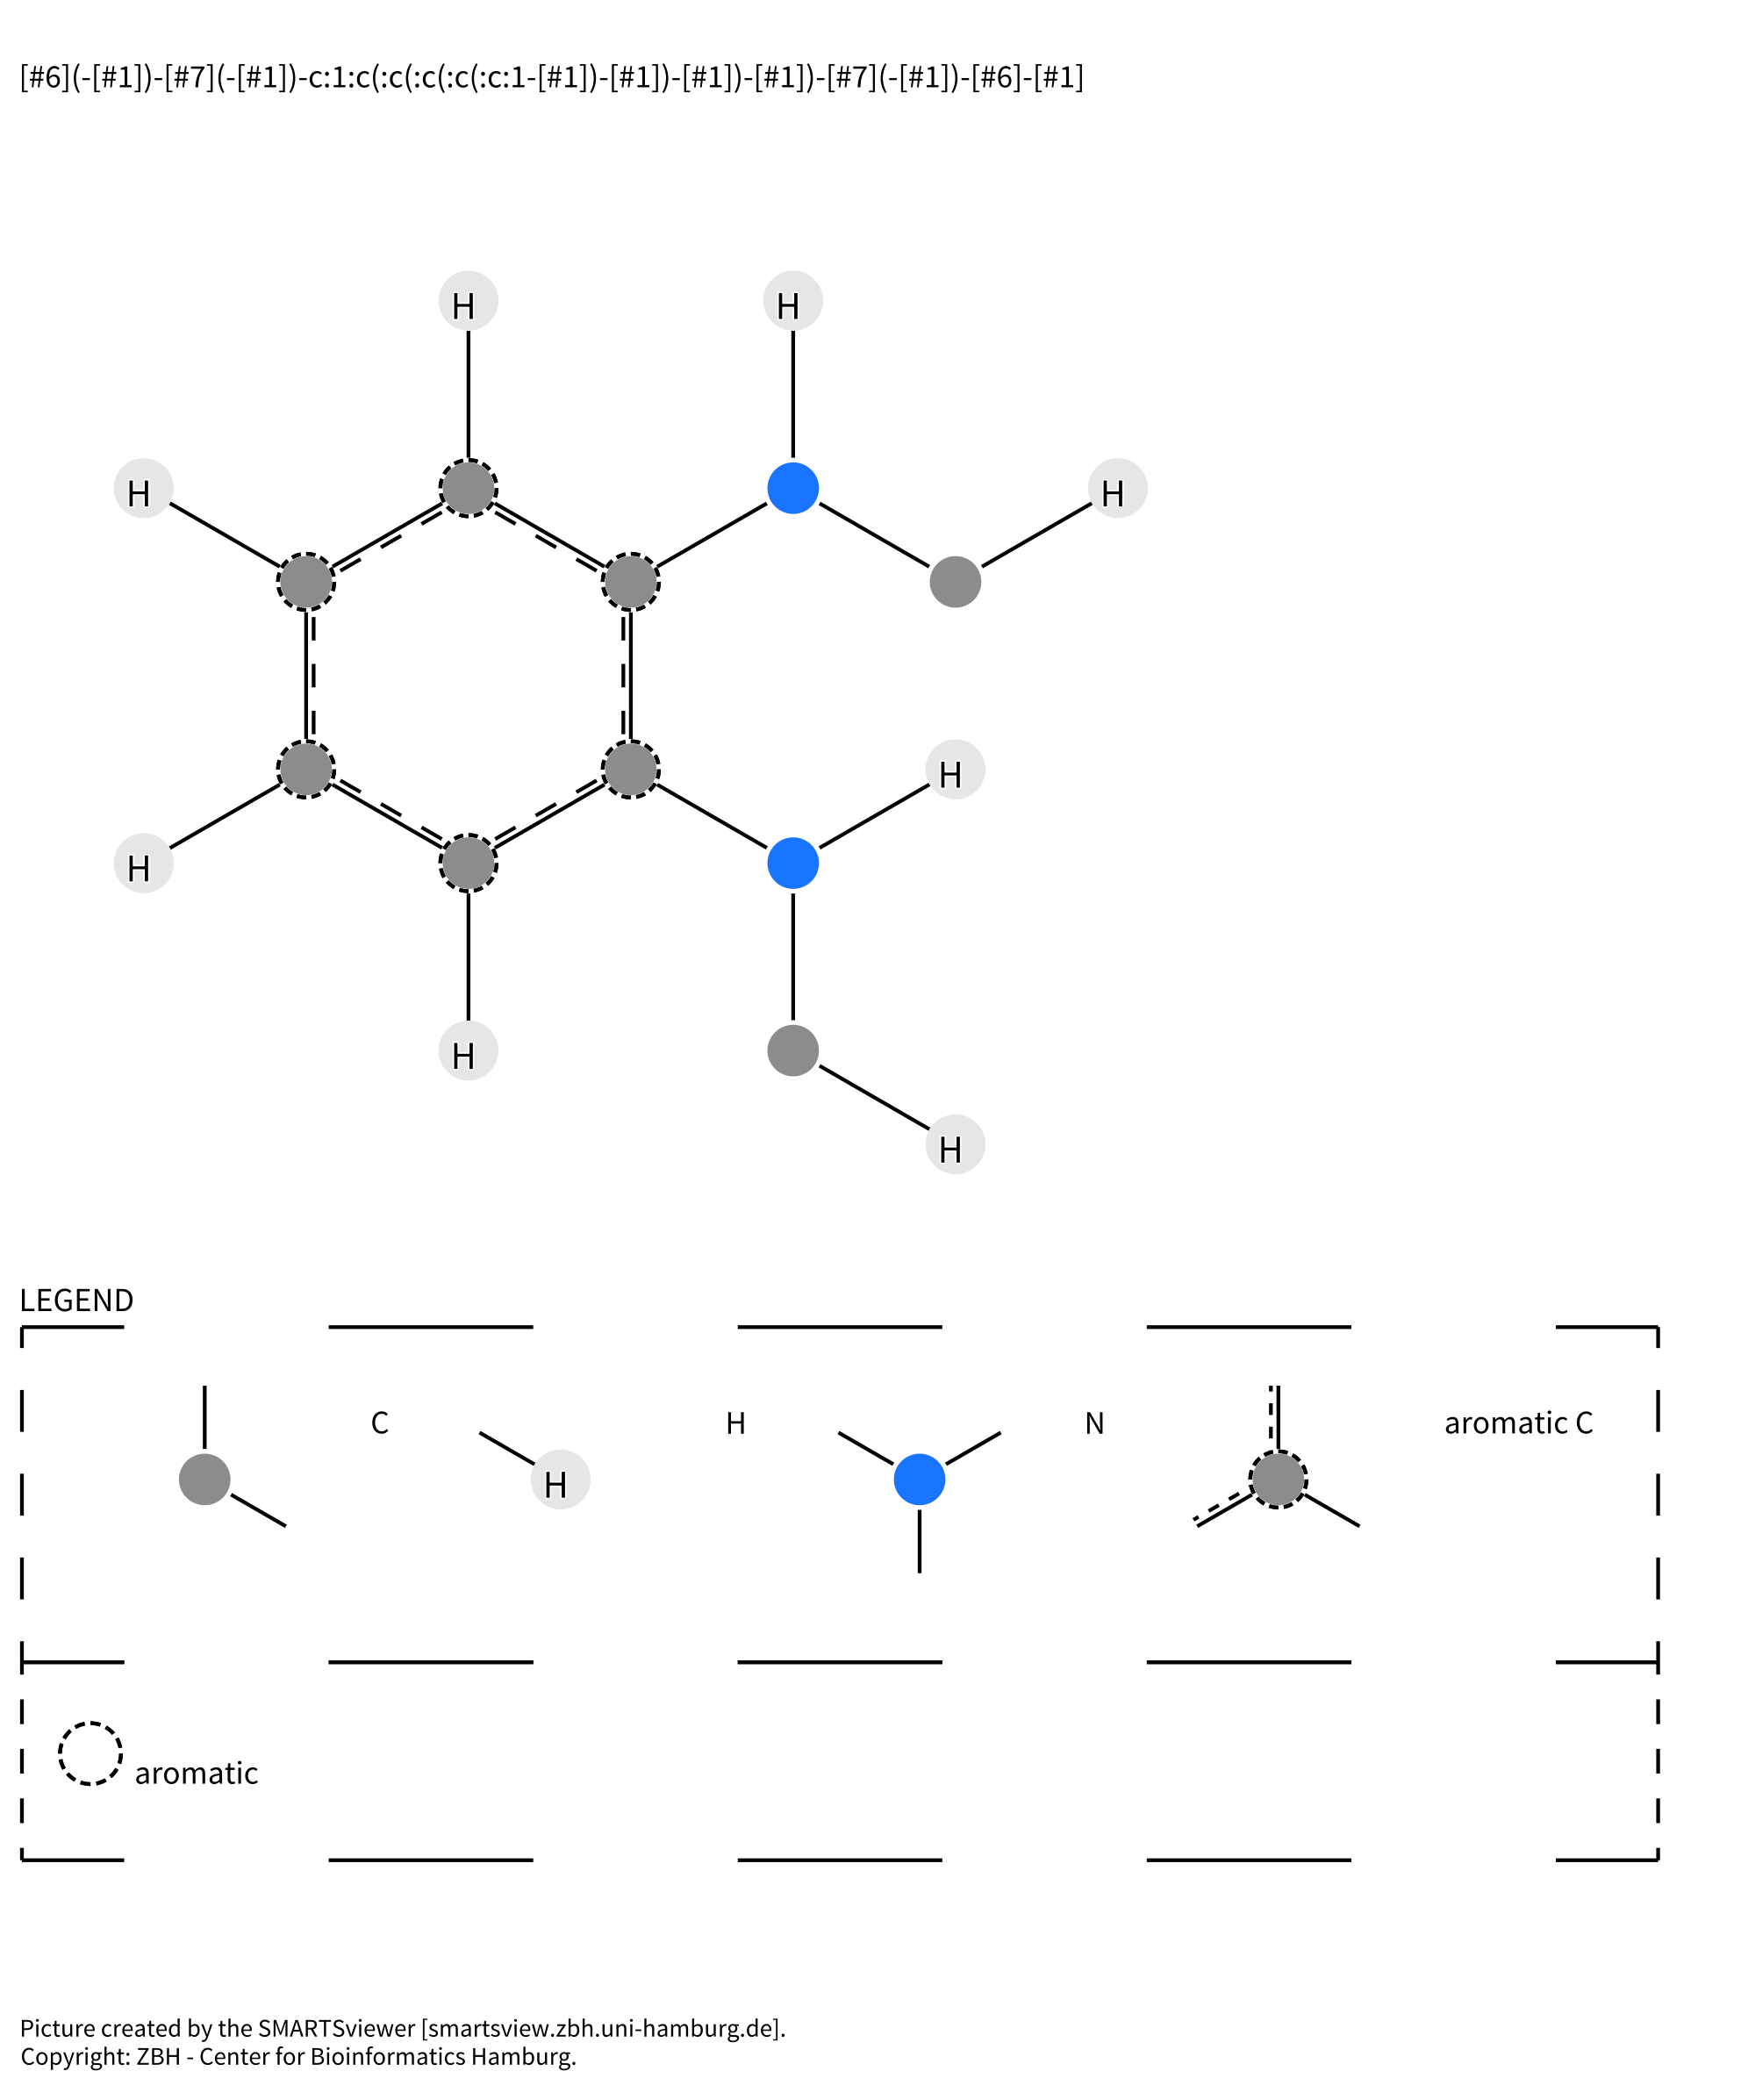 [#6](-[#1])-[#7](-[#1])-c:1:c(:c(:c(:c(:c:1-[#1])-[#1])-[#1])-[#1])-[#7](-[#1])-[#6]-[#1]
H H
H H
H
H
H
H
LEGEND
C H N aromatic C
H
aromatic
Picture created by the SMARTSviewer [smartsview.zbh.uni-hamburg.de].
Copyright: ZBH - Center for Bioinformatics Hamburg.